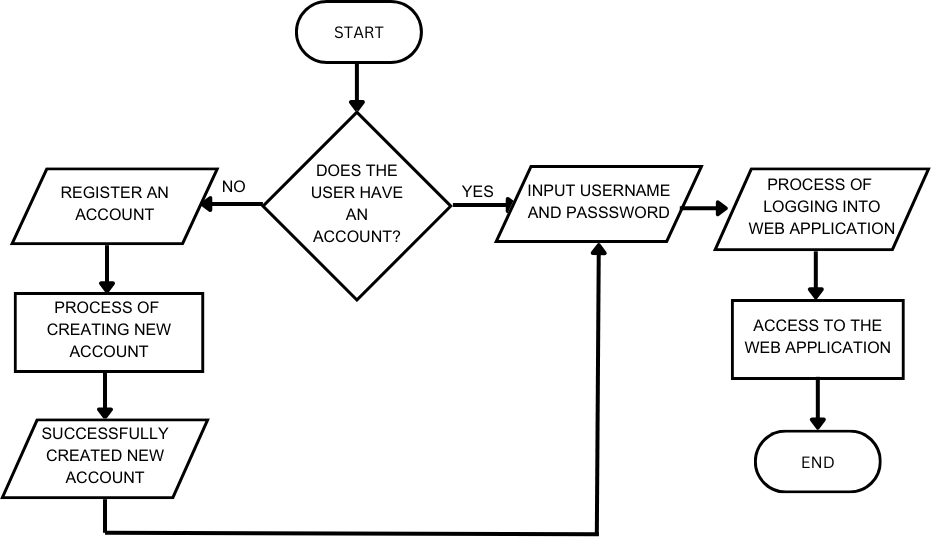 START
DOES THE
USER HAVE
AN
ACCOUNT?
NO
YES
REGISTER AN
ACCOUNT
PROCESS OF
CREATING NEW
ACCOUNT
SUCCESSFULLY
CREATED NEW
ACCOUNT
INPUT USERNAME
AND PASSSWORD
PROCESS OF
LOGGING INTO
WEB APPLICATION
ACCESS TO THE
WEB APPLICATION
END